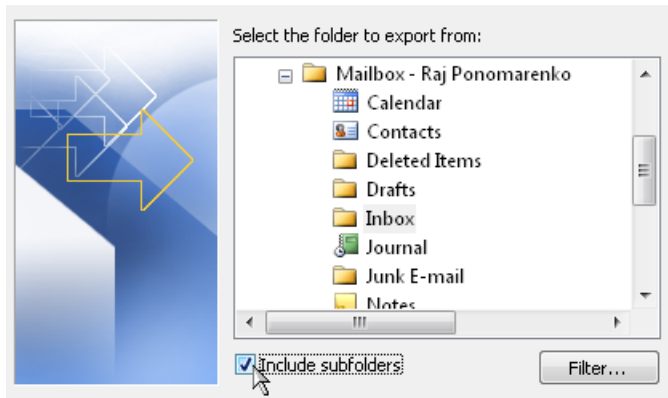 Select the folder to export from:
Mailbox - Raj Ponomarenko
Calendar
Contacts
Deleted Items
Drafts
Inbox
Journal
Junk E-mail
Notes
Include subfolders
Filter...